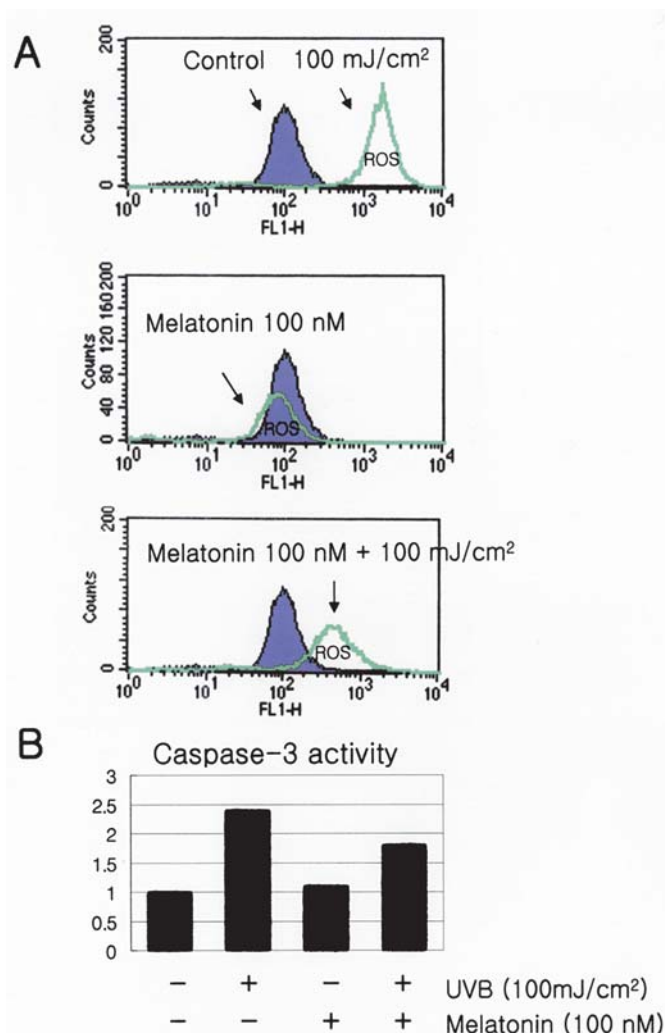 A
200
Control 100 mJ/cm²
Counts
ROS
0
10⁰ 10¹ 10² 10³ 10⁴
FL1-H
200
160
120
80
40
0
Counts
Melatonin 100 nM
ROS
10⁰ 10¹ 10² 10³ 10⁴
FL1-H
200
Melatonin 100 nM + 100 mJ/cm²
Counts
ROS
0
10⁰ 10¹ 10² 10³ 10⁴
FL1-H
B
Caspase-3 activity
3
2.5
2
1.5
1
0.5
0
− + − + UVB (100mJ/cm²)
− − + + Melatonin (100 nM)